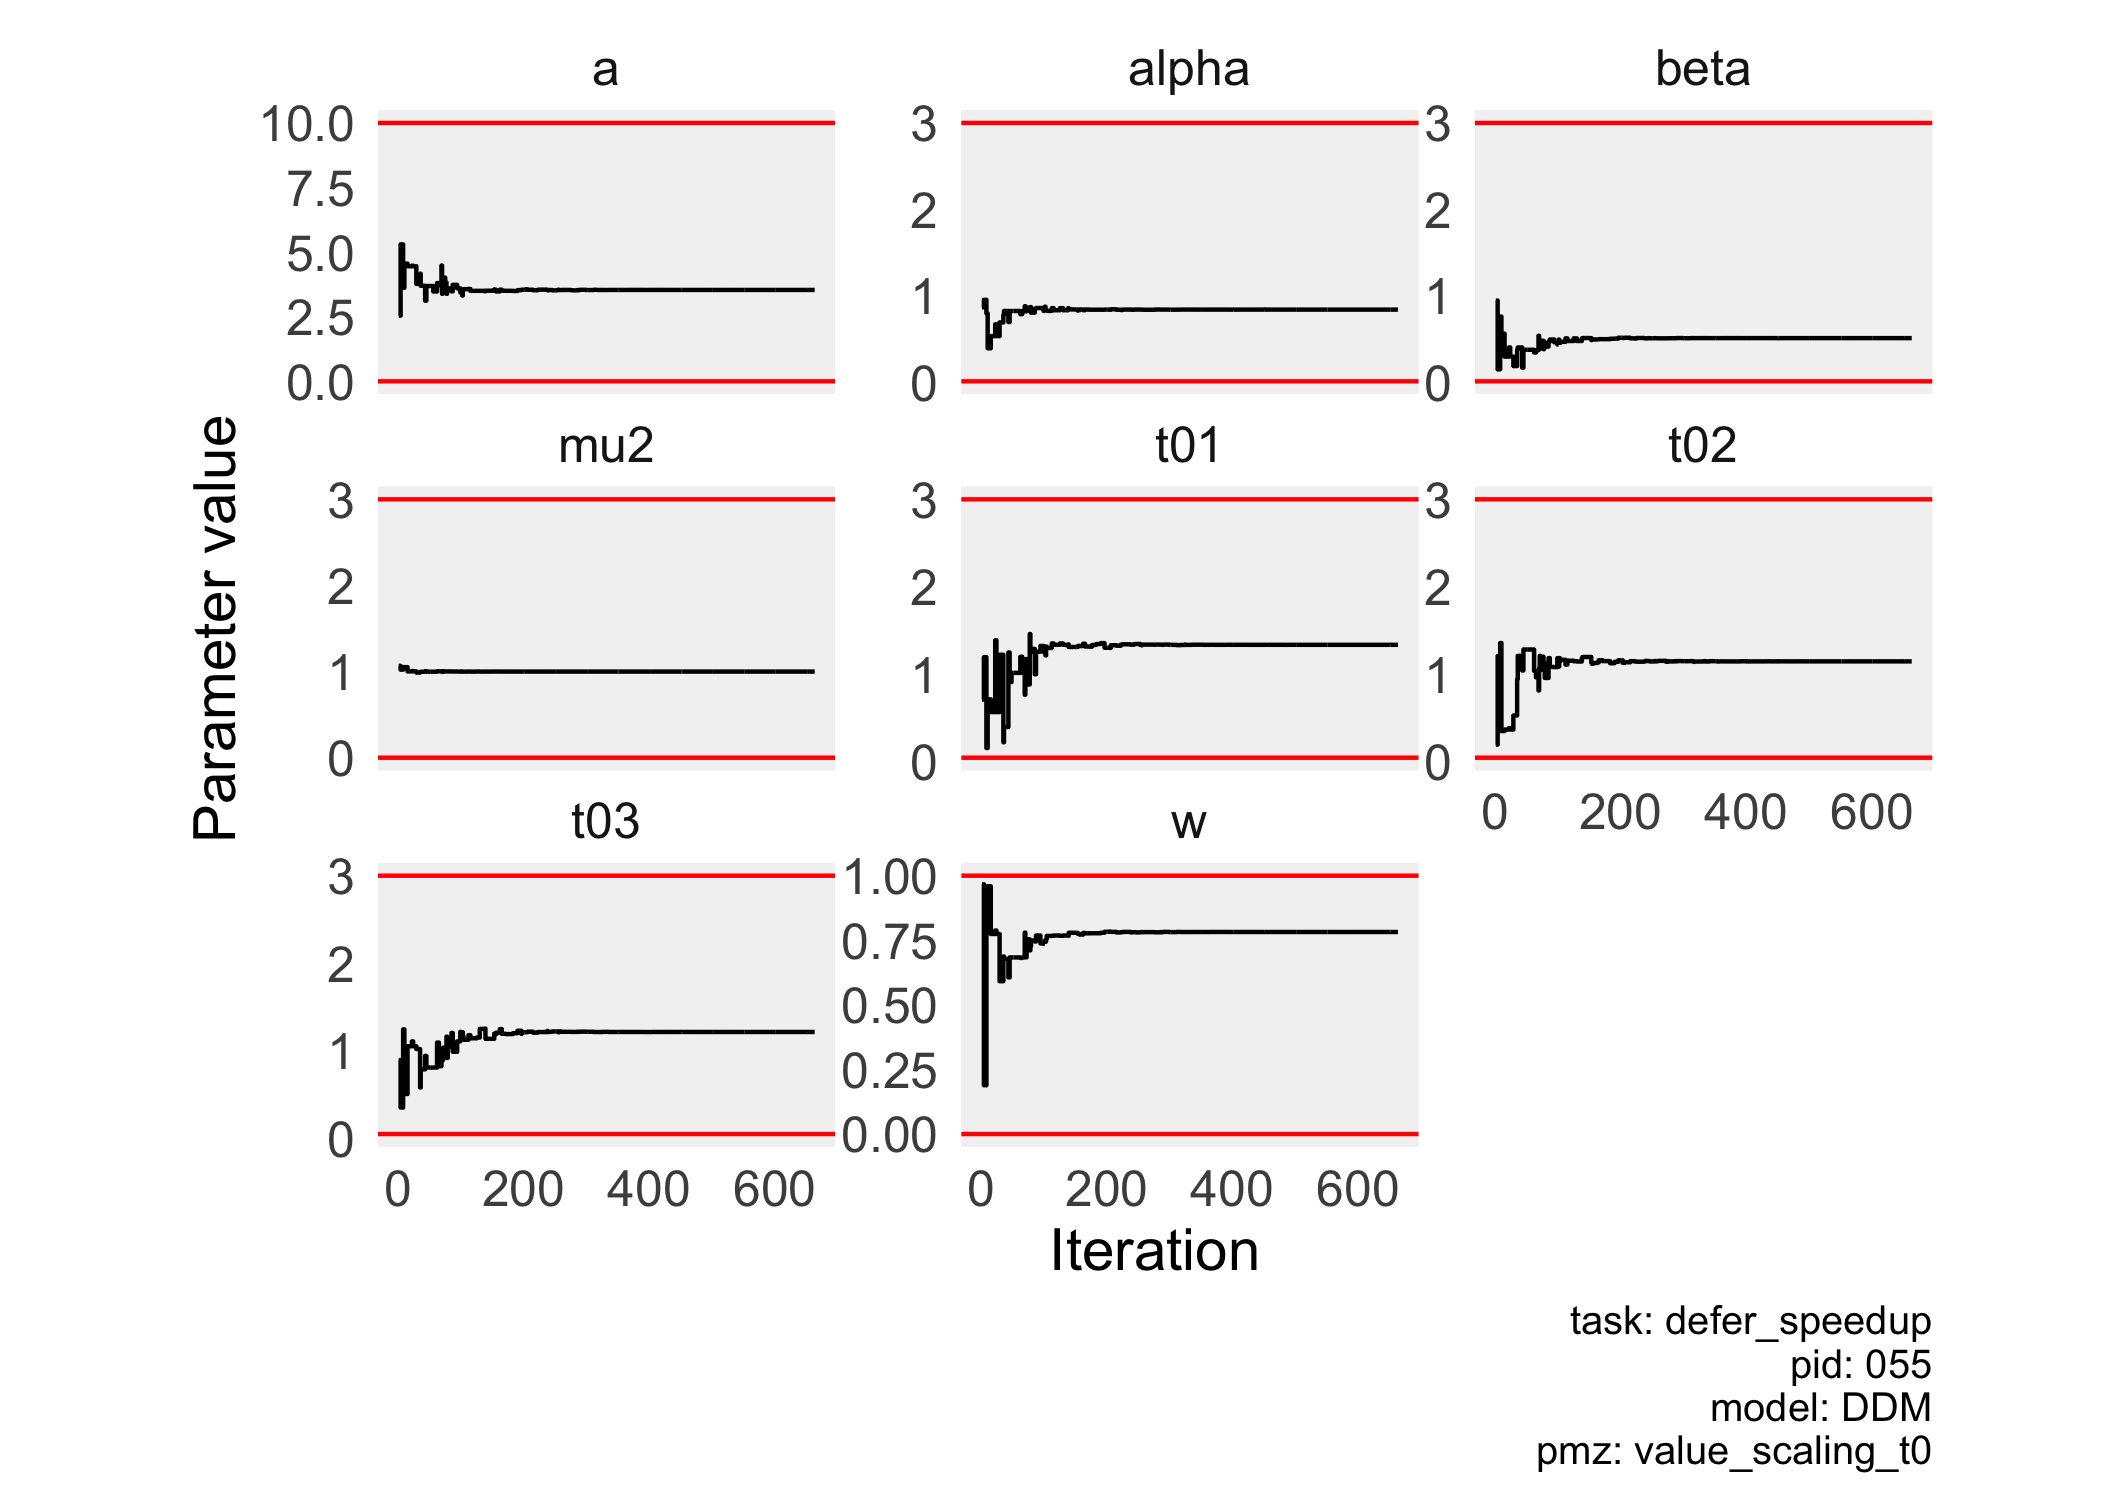 a
alpha
beta
10.0
7.5
5.0
2.5
0.0
3
2
1
0
3
2
1
0
mu2
t01
t02
3
2
1
0
3
2
1
0
3
2
1
0
0 200 400 600
t03
w
3
2
1
0
1.00
0.75
0.50
0.25
0.00
0 200 400 600
0 200 400 600
Parameter value
Iteration
task: defer_speedup
pid: 055
model: DDM
pmz: value_scaling_t0